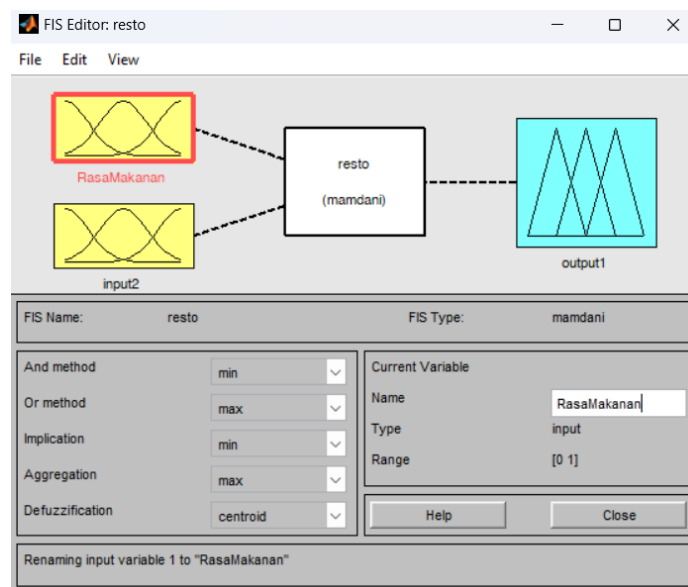 FIS Editor: resto
File Edit View
RasaMakanan
input2
resto
(mamdani)
output1
FIS Name: resto FIS Type: mamdani
And method min
Or method max
Implication min
Aggregation max
Defuzzification centroid
Current Variable
Name RasaMakanan
Type input
Range [0 1]
Help Close
Renaming input variable 1 to "RasaMakanan"